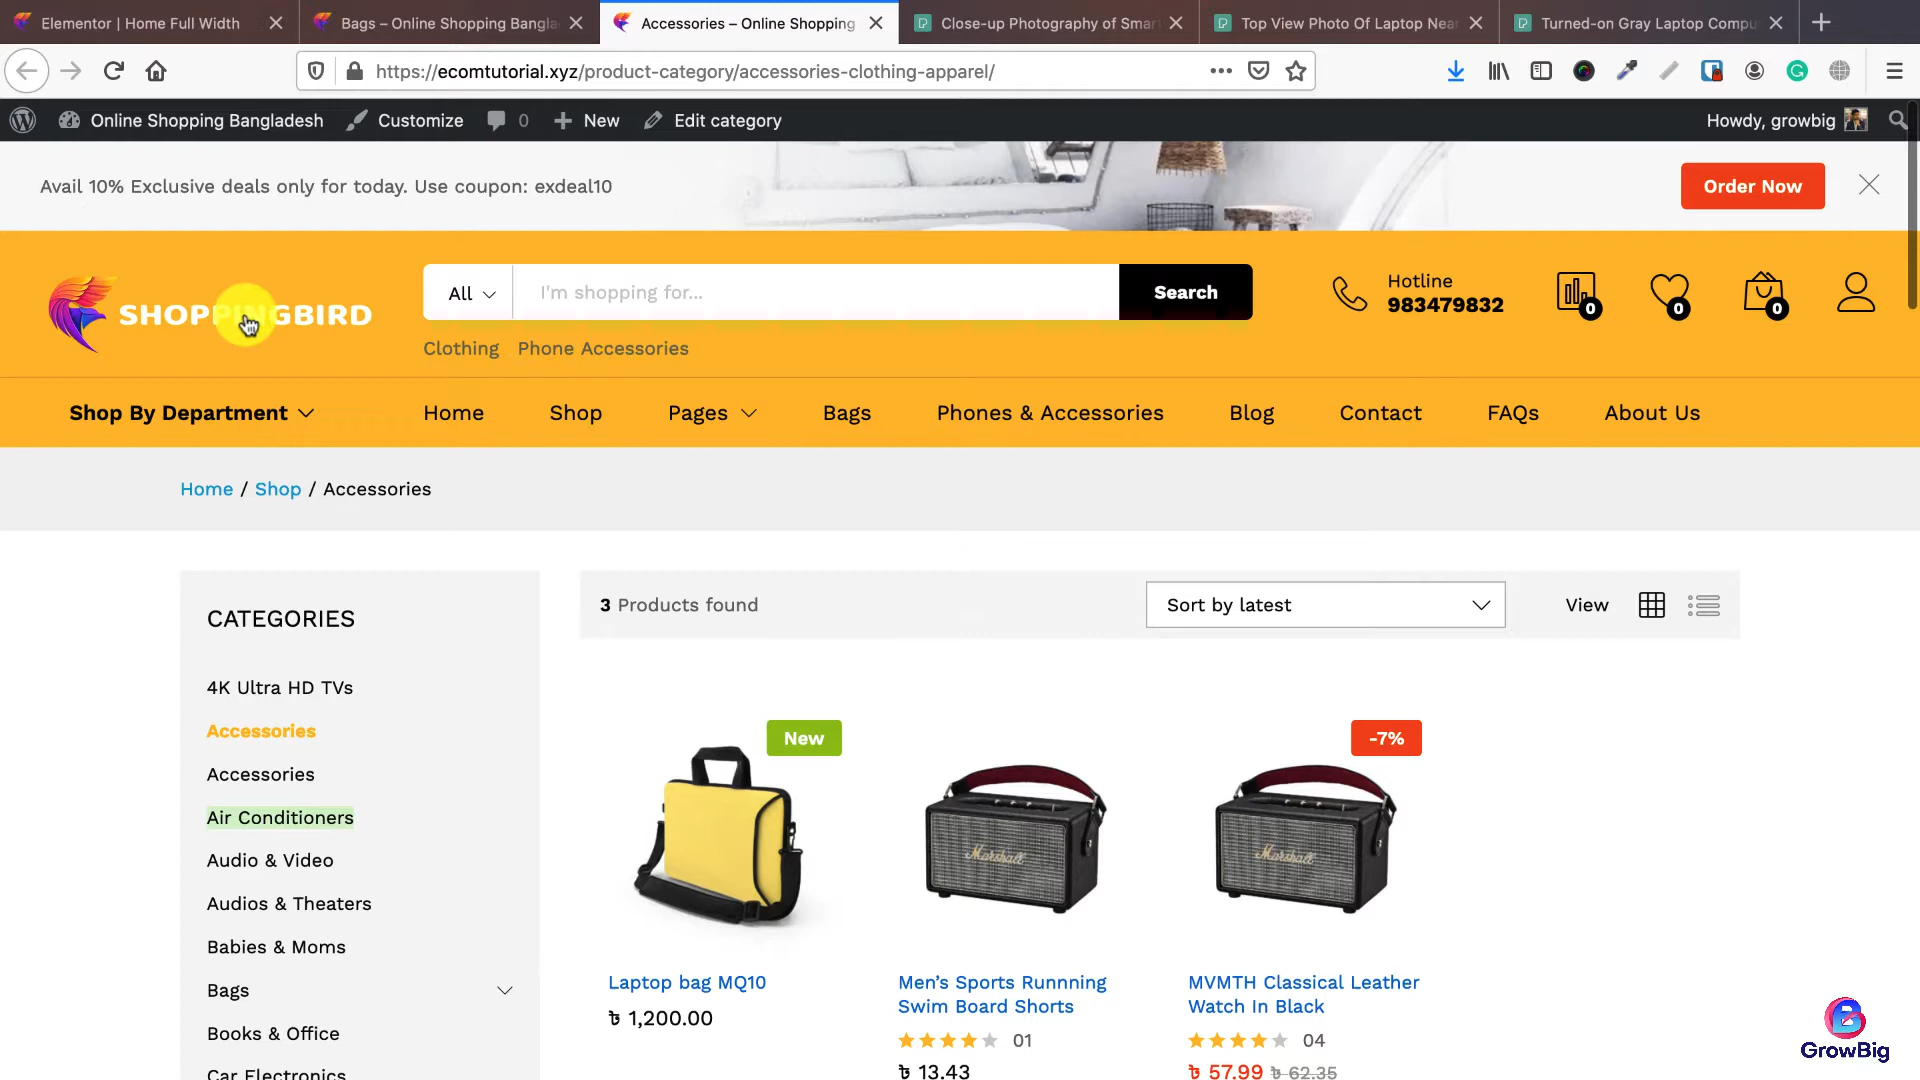 Elementor | Home Full Width
Bags – Online Shopping Bangla
Accessories – Online Shopping
Close-up Photography of Smar
Top View Photo Of Laptop Nea
Turned-on Gray Laptop Compu
https://ecomtutorial.xyz/product-category/accessories-clothing-apparel/
Online Shopping Bangladesh
Customize
0
New
Edit category
Howdy, growbig
Avail 10% Exclusive deals only for today. Use coupon: exdeal10
Order Now
SHOPPINGBIRD
All
I'm shopping for...
Search
Hotline
983479832
0
0
0
Clothing
Phone Accessories
Shop By Department
Home
Shop
Pages
Bags
Phones & Accessories
Blog
Contact
FAQs
About Us
Home / Shop / Accessories
CATEGORIES
4K Ultra HD TVs
Accessories
Accessories
Air Conditioners
Audio & Video
Audios & Theaters
Babies & Moms
Bags
Books & Office
Car Electronics
3 Products found
Sort by latest
View
New
-7%
Marshall
Marshall
Laptop bag MQ10
৳ 1,200.00
Men's Sports Runnning
Swim Board Shorts
01
৳ 13.43
MVMTH Classical Leather
Watch In Black
04
৳ 57.99 ৳ 62.35
GrowBig